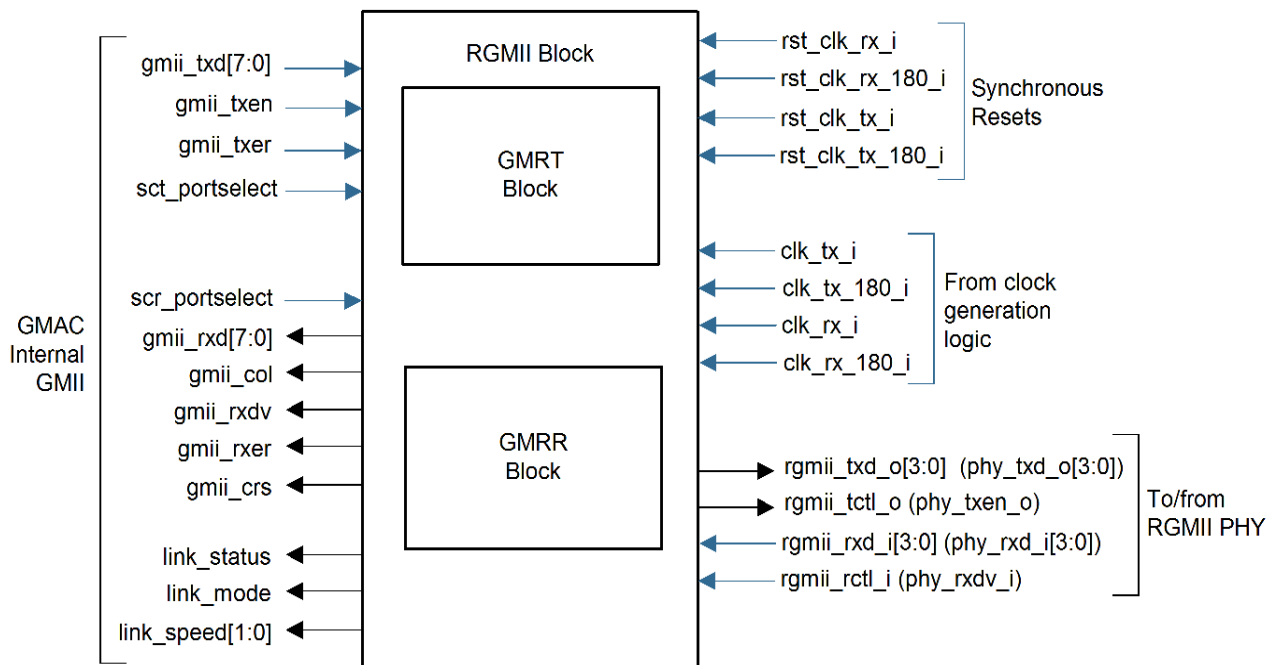 GMAC
Internal
GMII
gmii_txd[7:0]
gmii_txen
gmii_txer
sct_portselect
scr_portselect
gmii_rxd[7:0]
gmii_col
gmii_rxdv
gmii_rxer
gmii_crs
link_status
link_mode
link_speed[1:0]
RGMII Block
GMRT
Block
GMRR
Block
rst_clk_rx_i
rst_clk_rx_180_i
rst_clk_tx_i
rst_clk_tx_180_i
Synchronous
Resets
clk_tx_i
clk_tx_180_i
clk_rx_i
clk_rx_180_i
From clock
generation
logic
rgmii_txd_o[3:0] (phy_txd_o[3:0])
rgmii_tctl_o (phy_txen_o)
rgmii_rxd_i[3:0] (phy_rxd_i[3:0])
rgmii_rctl_i (phy_rxdv_i)
To/from
RGMII PHY